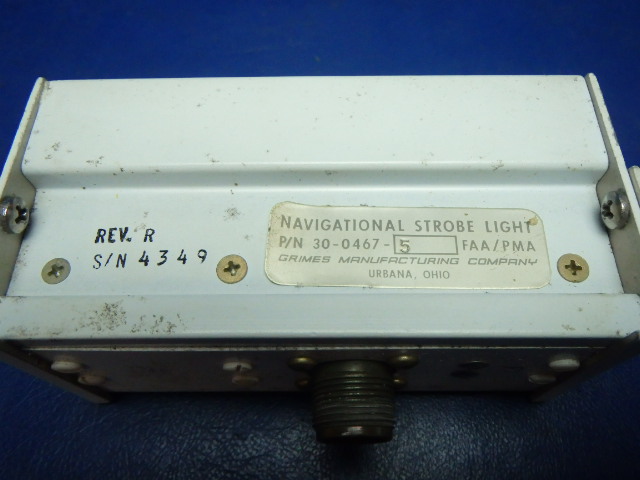 REV. R
S/N 4349
NAVIGATIONAL STROBE LIGHT
P/N 30-0467-5 FAA/PMA
GRIMES MANUFACTURING COMPANY
URBANA, OHIO